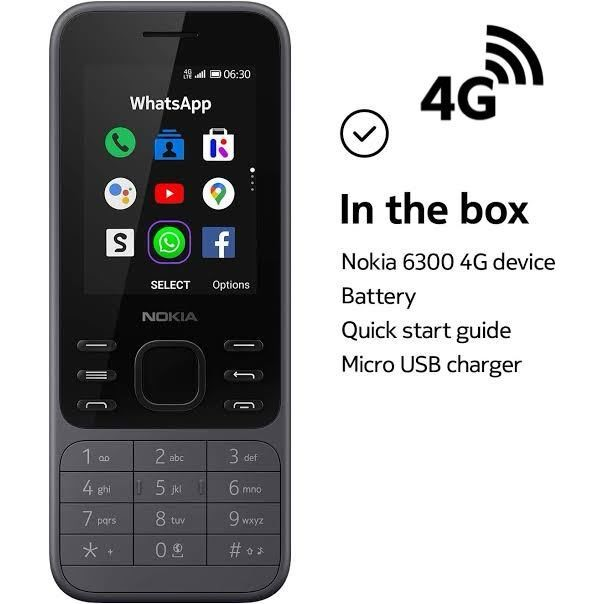 4G
LTE
06:30
WhatsApp
S
SELECT Options
NOKIA
1 2 abc 3 def
4 ghi 5 jkl 6 mno
7 pqrs 8 tuv 9 wxyz
* + 0 #
4G
In the box
Nokia 6300 4G device
Battery
Quick start guide
Micro USB charger